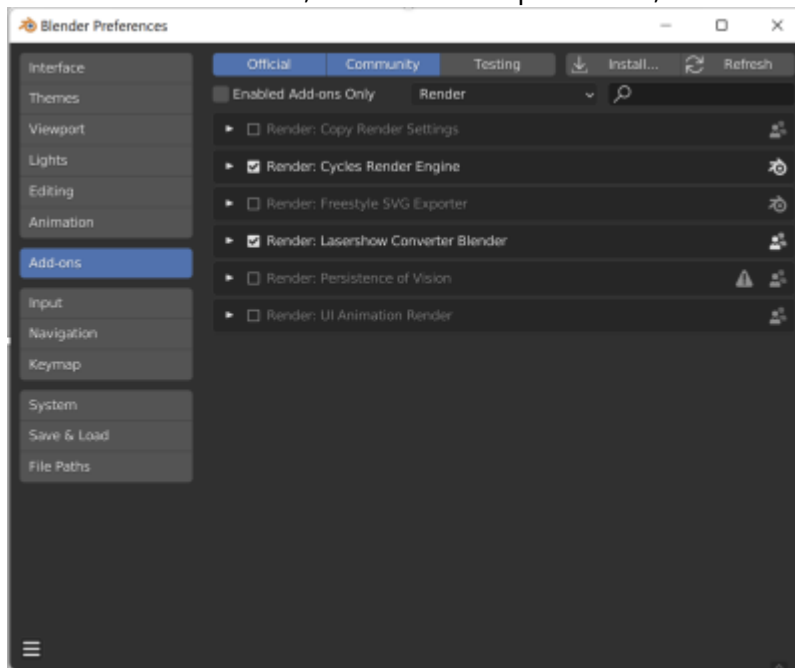 Blender Preferences
Interface
Themes
Viewport
Lights
Editing
Animation
Add-ons
Input
Navigation
Keymap
System
Save & Load
File Paths
Official Community Testing Install... Refresh
Enabled Add-ons Only Render
Render: Copy Render Settings
Render: Cycles Render Engine
Render: Freestyle SVG Exporter
Render: Lasershow Converter Blender
Render: Persistence of Vision
Render: UI Animation Render